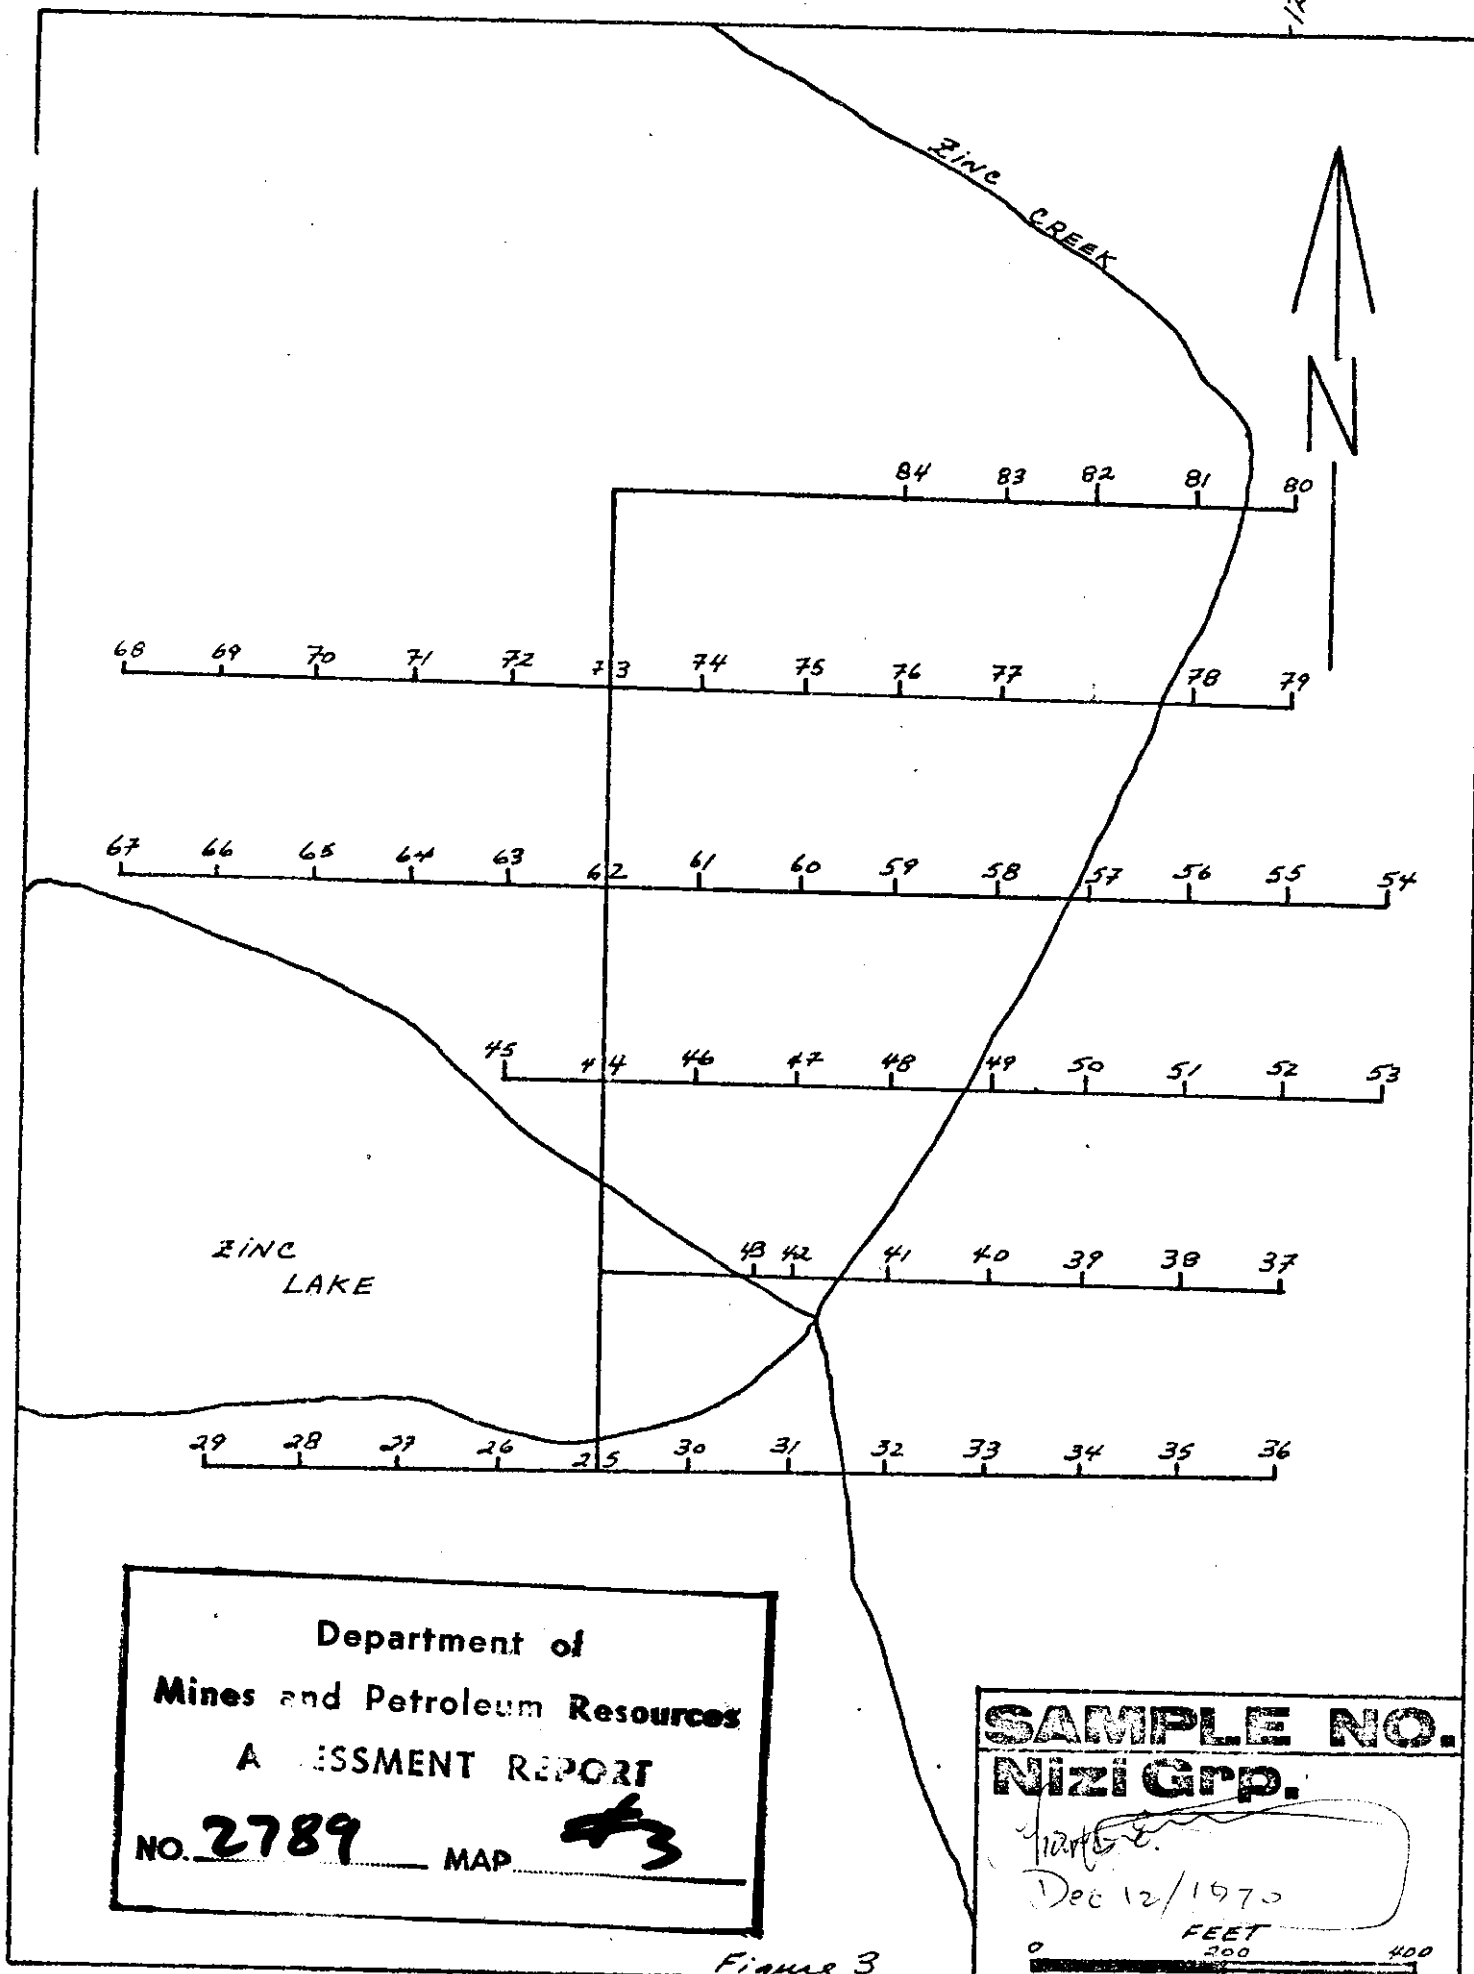 ZINC
CREEK
N
84 83 82 81 80
68 69 70 71 72 73 74 75 76 77 78 79
67 66 65 64 63 62 61 60 59 58 57 56 55 54
45 44 46 47 48 49 50 51 52 53
ZINC
LAKE
43 42 41 40 39 38 37
29 28 27 26 25 30 31 32 33 34 35 36
Department of
Mines and Petroleum Resources
A ESSMENT REPORT
NO. 2789 MAP #3
SAMPLE NO.
Nizi Grp.
Dec 12/1970
FEET
0 200 400
Figure 3